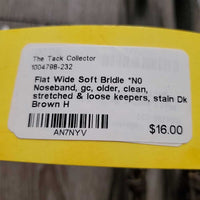 The Tack Collector
1004798-232
Flat Wide Soft Bridle *N0
Noseband, gc, older, clean,
stretched & loose keepers, stain Dk
Brown H
AN7NYV
$16.00